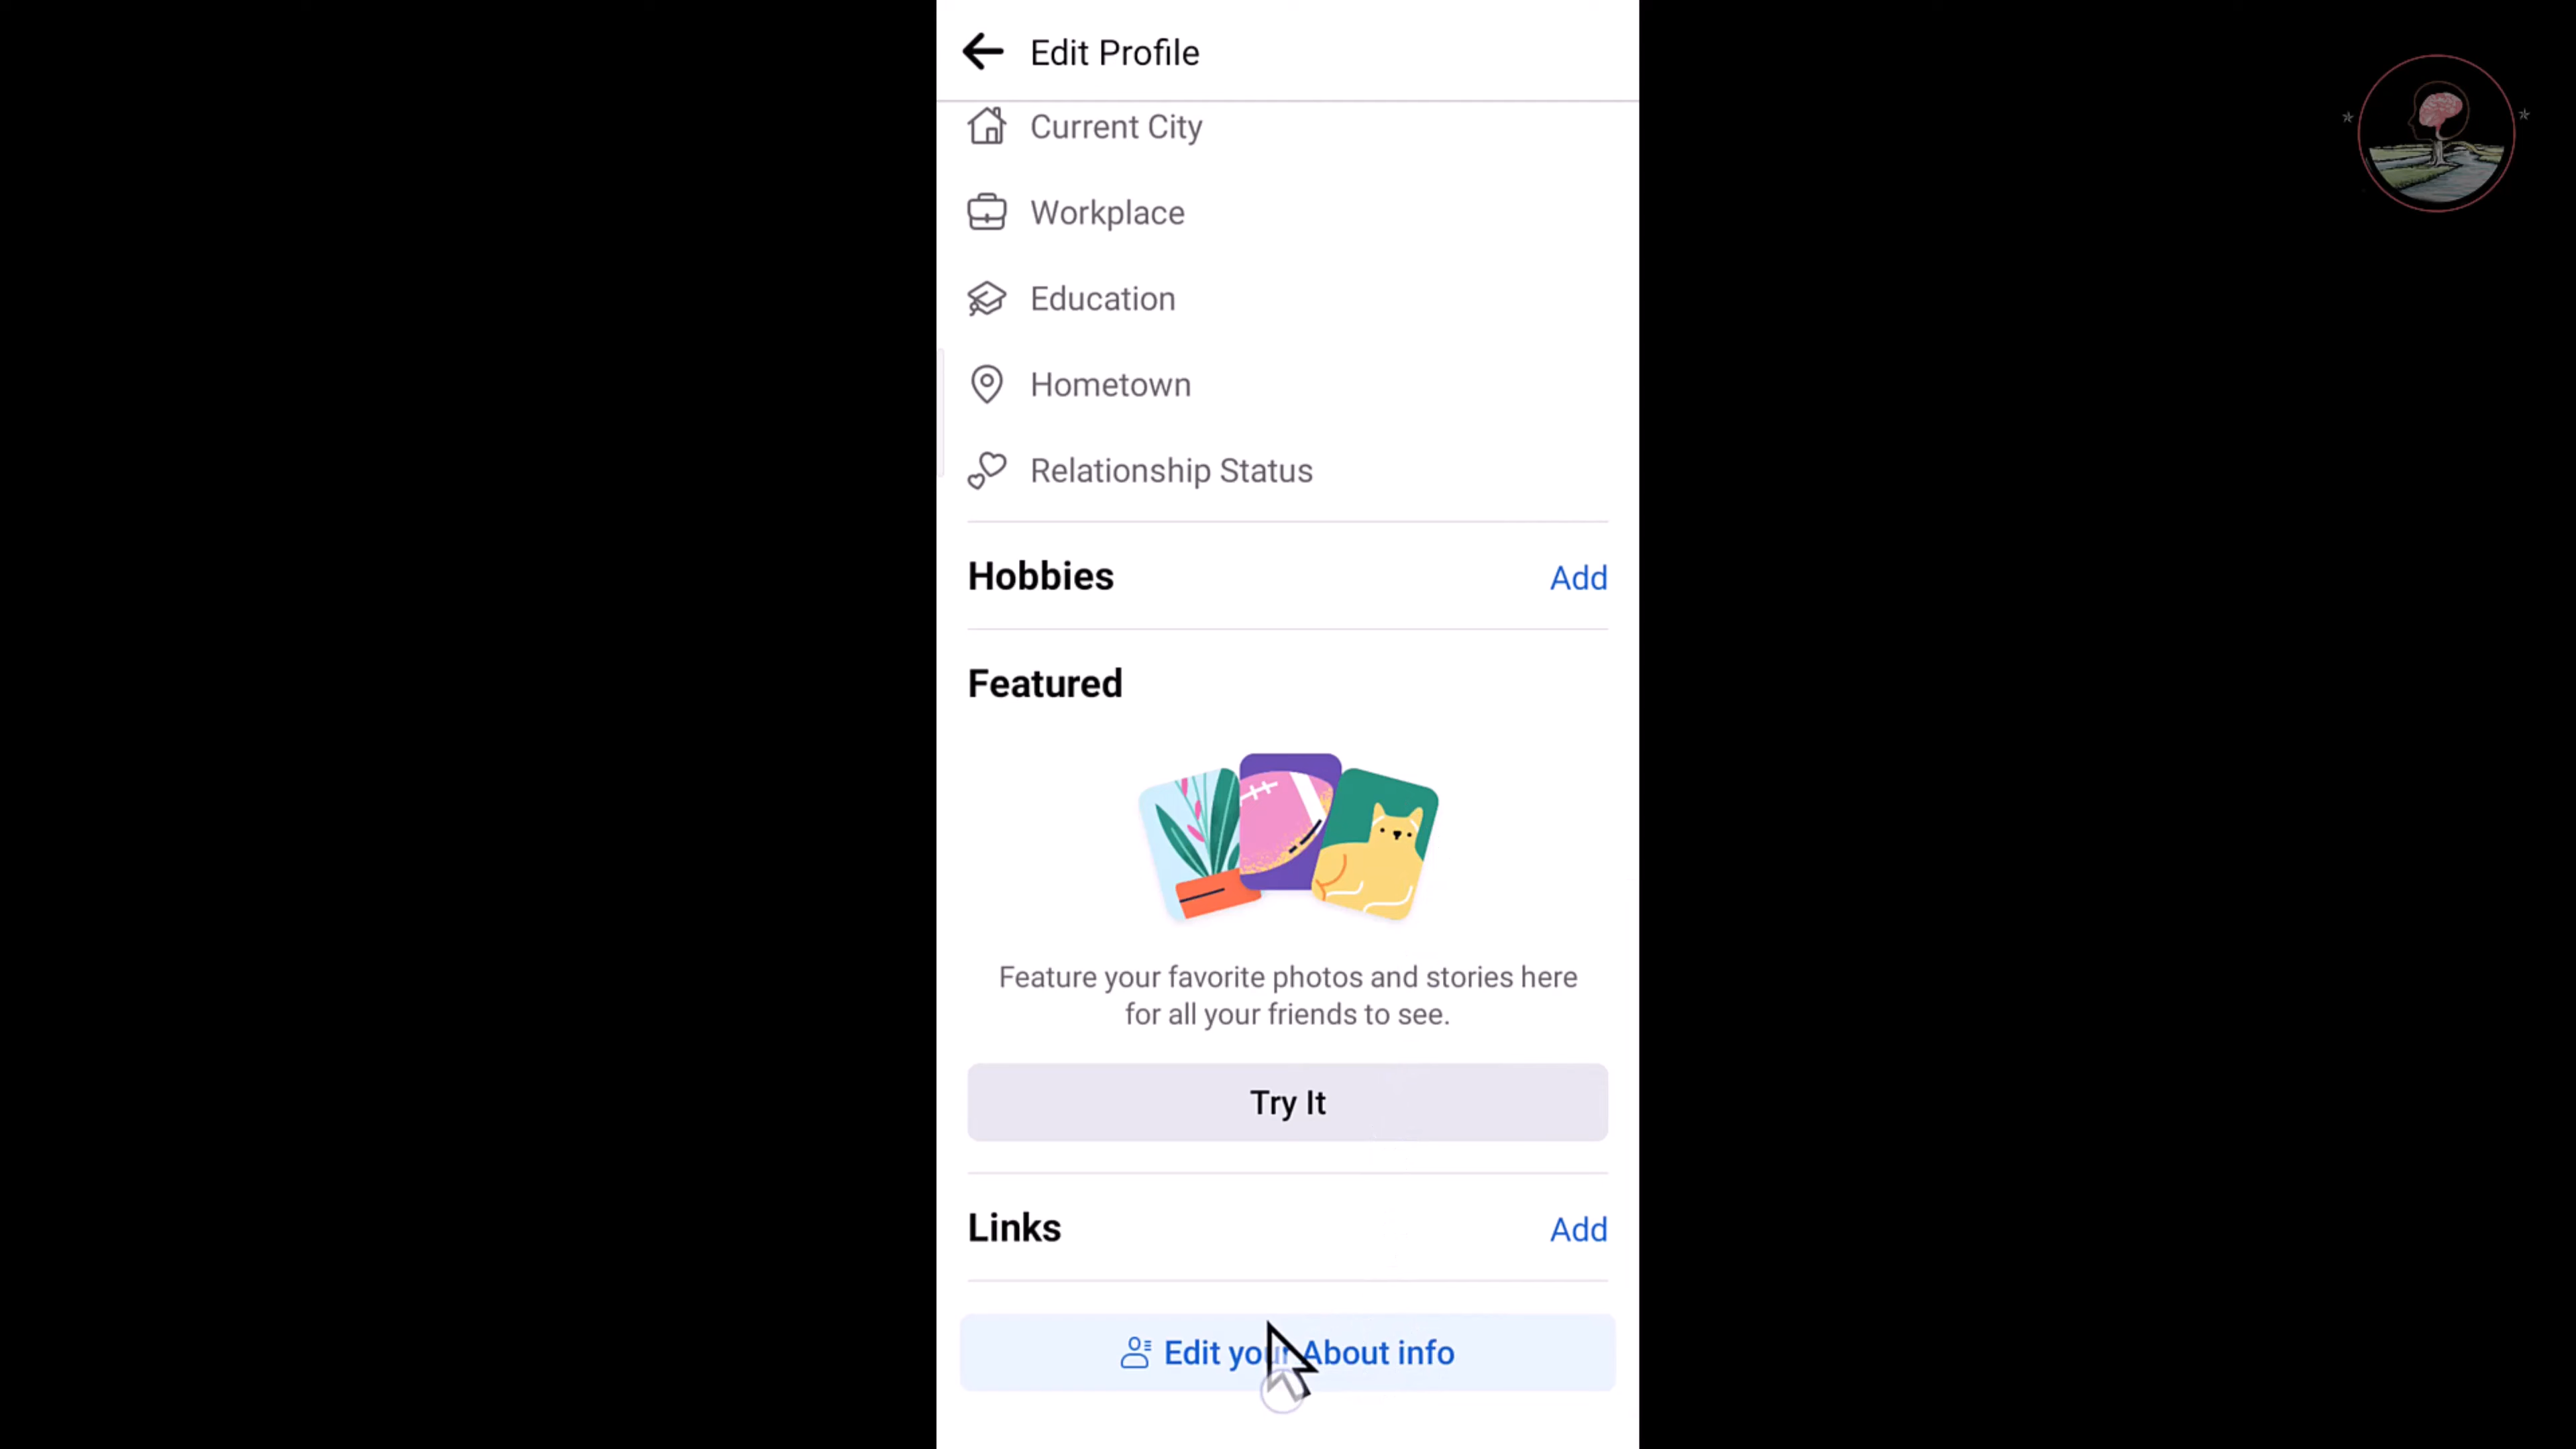 Edit Profile
Current City
Workplace
Education
Hometown
Relationship Status
Hobbies
Add
Featured
Feature your favorite photos and stories here
for all your friends to see.
Try It
Links
Add
Edit your About info